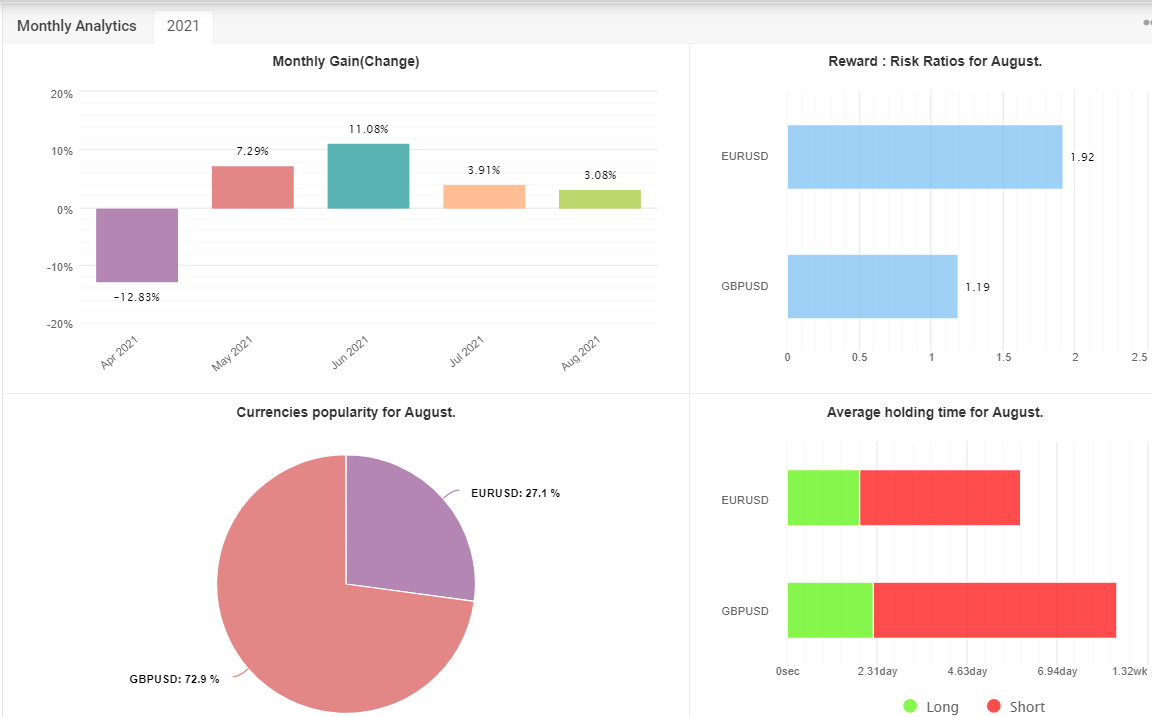 Monthly Analytics
2021
Monthly Gain(Change)
20%
10%
0%
-10%
-20%
-12.83%
7.29%
11.08%
3.91%
3.08%
Apr 2021
May 2021
Jun 2021
Jul 2021
Aug 2021
Reward : Risk Ratios for August.
EURUSD
1.92
GBPUSD
1.19
0
0.5
1
1.5
2
2.5
Currencies popularity for August.
EURUSD: 27.1 %
GBPUSD: 72.9 %
Average holding time for August.
EURUSD
GBPUSD
0sec
2.31day
4.63day
6.94day
1.32wk
Long
Short